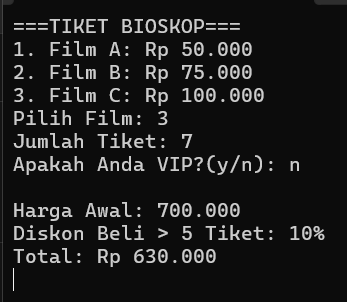 ===TIKET BIOSKOP===
1. Film A: Rp 50.000
2. Film B: Rp 75.000
3. Film C: Rp 100.000
Pilih Film: 3
Jumlah Tiket: 7
Apakah Anda VIP?(y/n): n
Harga Awal: 700.000
Diskon Beli > 5 Tiket: 10%
Total: Rp 630.000